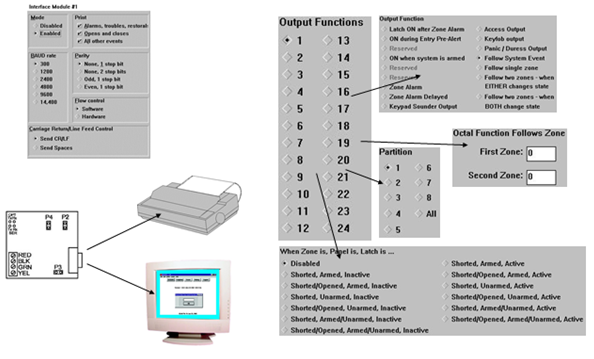 Interface Module #1
Mode
Disabled
Enabled
Print
Alarms, troubles, restorals
Opens and closes
All other events
BAUD rate
300
1200
2400
4800
9600
14,400
Parity
None, 1 stop bit
None, 2 stop bits
Odd, 1 stop bit
Even, 1 stop bit
Flow control
Software
Hardware
Carriage Return/Line Feed Control
Send CR/LF
Send Spaces
P4 P2
RED
BLK
GRN
YEL
P3
Output Functions
1 13
2 14
3 15
4 16
5 17
6 18
7 19
8 20
9 21
10 22
11 23
12 24
Output Function
Latch ON after Zone Alarm
ON during Entry Pre-Alert
Reserved
ON when system is armed
Reserved
Reserved
Zone Alarm
Zone Alarm Delayed
Keypad Sounder Output
Access Output
Keyfob output
Panic / Duress Output
Follow System Event
Follow single zone
Follow two zones - when
EITHER changes state
Follow two zones - when
BOTH change state
Octal Function Follows Zone
First Zone: 0
Second Zone: 0
Partition
1 6
2 7
3 8
4 All
5
When Zone is, Panel is, Latch is ...
Disabled
Shorted, Armed, Inactive
Shorted/Opened, Armed, Inactive
Shorted, Unarmed, Inactive
Shorted/Opened, Unarmed, Inactive
Shorted, Armed/Unarmed, Inactive
Shorted/Opened, Armed/Unarmed, Inactive
Shorted, Armed, Active
Shorted/Opened, Armed, Active
Shorted, Unarmed, Active
Shorted/Opened, Unarmed, Active
Shorted, Armed/Unarmed, Active
Shorted/Opened, Armed/Unarmed, Active